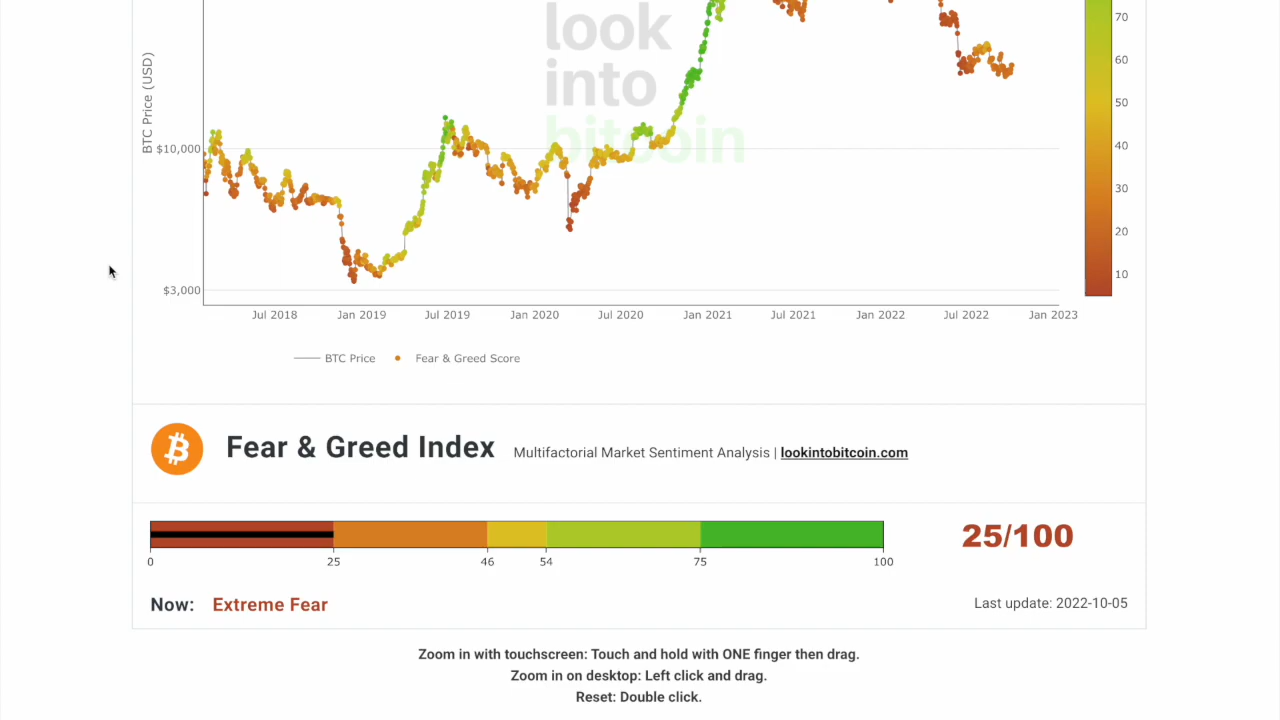 look
into
bitcoin
BTC Price (USD)
$10,000
$3,000
Jul 2018 Jan 2019 Jul 2019 Jan 2020 Jul 2020 Jan 2021 Jul 2021 Jan 2022 Jul 2022 Jan 2023
70
60
50
40
30
20
10
BTC Price Fear & Greed Score
Fear & Greed Index Multifactorial Market Sentiment Analysis | lookintobitcoin.com
25/100
0 25 46 54 75 100
Now: Extreme Fear Last update: 2022-10-05
Zoom in with touchscreen: Touch and hold with ONE finger then drag.
Zoom in on desktop: Left click and drag.
Reset: Double click.